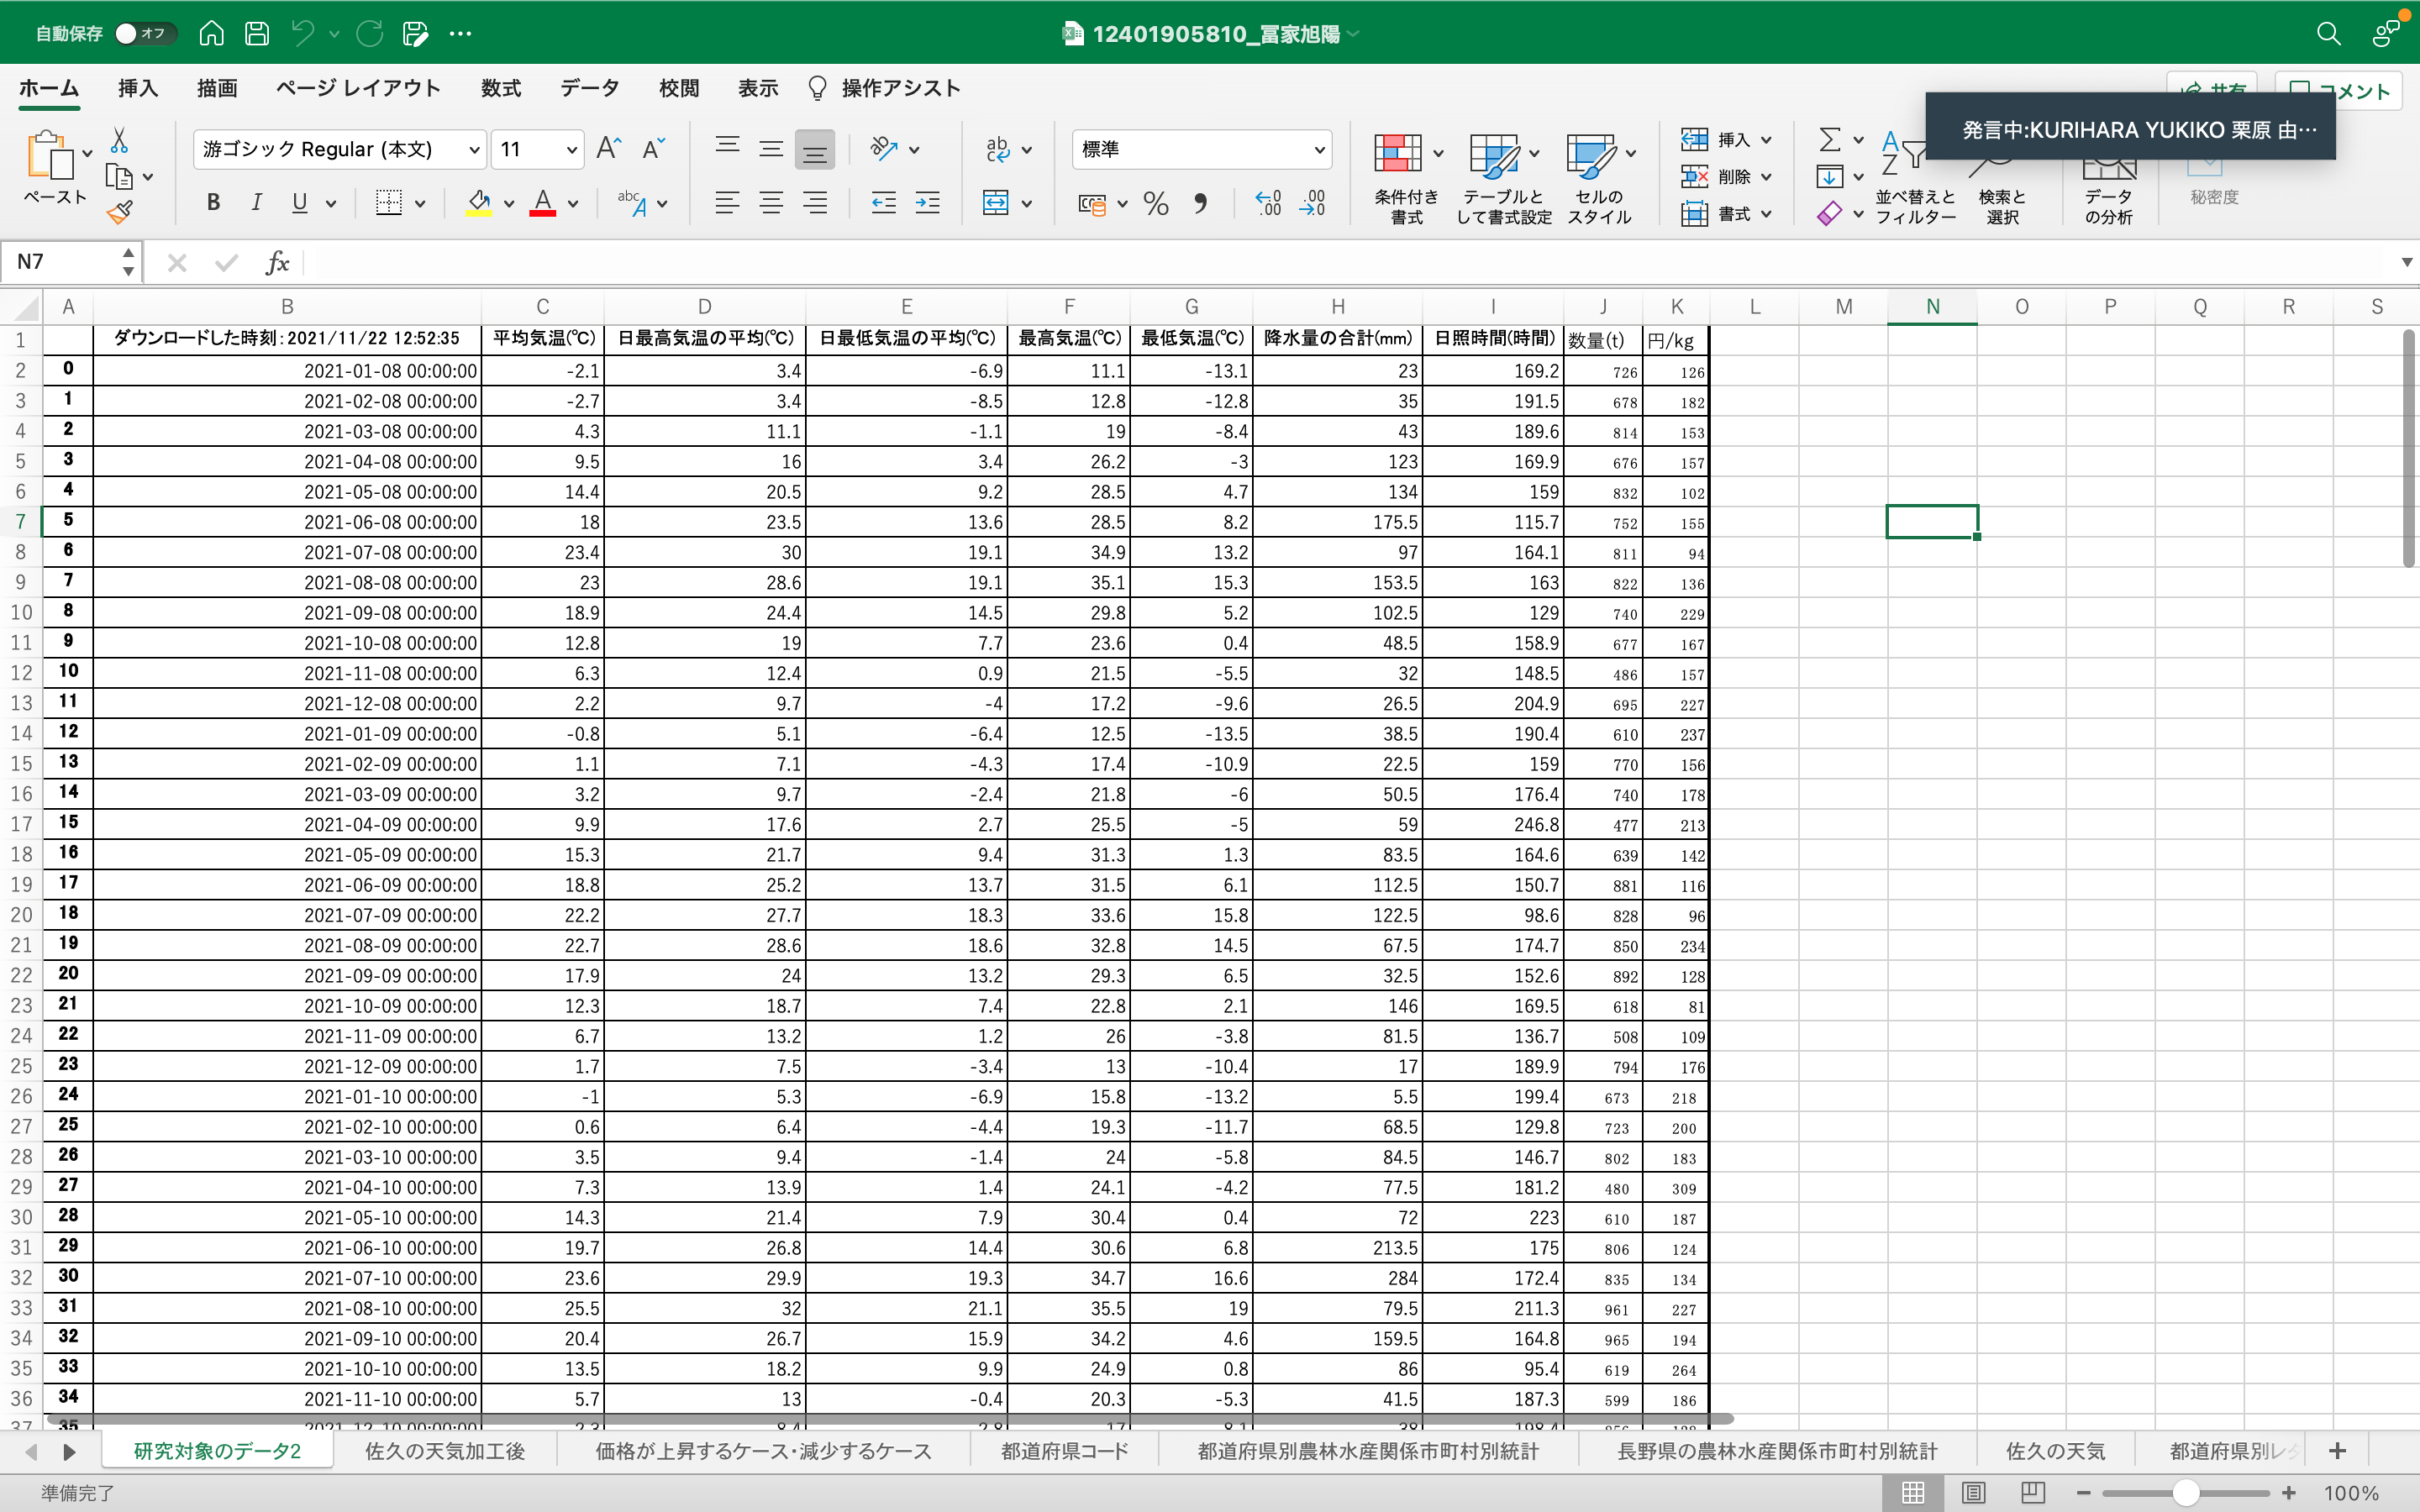 自動保存 オフ 12401905810_冨家旭陽
ホーム 挿入 描画 ページ レイアウト 数式 データ 校閲 表示 操作アシスト 共有 コメント
発言中:KURIHARA YUKIKO 栗原 由…
ペースト 游ゴシック Regular (本文) 11 標準 条件付き書式 テーブルとして書式設定 セルのスタイル 挿入 削除 書式 並べ替えとフィルター 検索と選択 データの分析 秘密度
N7 fx
A B C D E F G H I J K L M N O P Q R S
1 ダウンロードした時刻:2021/11/22 12:52:35 平均気温(℃) 日最高気温の平均(℃) 日最低気温の平均(℃) 最高気温(℃) 最低気温(℃) 降水量の合計(mm) 日照時間(時間) 数量(t) 円/kg
2 0 2021-01-08 00:00:00 -2.1 3.4 -6.9 11.1 -13.1 23 169.2 726 126
3 1 2021-02-08 00:00:00 -2.7 3.4 -8.5 12.8 -12.8 35 191.5 678 182
4 2 2021-03-08 00:00:00 4.3 11.1 -1.1 19 -8.4 43 189.6 814 153
5 3 2021-04-08 00:00:00 9.5 16 3.4 26.2 -3 123 169.9 676 157
6 4 2021-05-08 00:00:00 14.4 20.5 9.2 28.5 4.7 134 159 832 102
7 5 2021-06-08 00:00:00 18 23.5 13.6 28.5 8.2 175.5 115.7 752 155
8 6 2021-07-08 00:00:00 23.4 30 19.1 34.9 13.2 97 164.1 811 94
9 7 2021-08-08 00:00:00 23 28.6 19.1 35.1 15.3 153.5 163 822 136
10 8 2021-09-08 00:00:00 18.9 24.4 14.5 29.8 5.2 102.5 129 740 229
11 9 2021-10-08 00:00:00 12.8 19 7.7 23.6 0.4 48.5 158.9 677 167
12 10 2021-11-08 00:00:00 6.3 12.4 0.9 21.5 -5.5 32 148.5 486 157
13 11 2021-12-08 00:00:00 2.2 9.7 -4 17.2 -9.6 26.5 204.9 695 227
14 12 2021-01-09 00:00:00 -0.8 5.1 -6.4 12.5 -13.5 38.5 190.4 610 237
15 13 2021-02-09 00:00:00 1.1 7.1 -4.3 17.4 -10.9 22.5 159 770 156
16 14 2021-03-09 00:00:00 3.2 9.7 -2.4 21.8 -6 50.5 176.4 740 178
17 15 2021-04-09 00:00:00 9.9 17.6 2.7 25.5 -5 59 246.8 477 213
18 16 2021-05-09 00:00:00 15.3 21.7 9.4 31.3 1.3 83.5 164.6 639 142
19 17 2021-06-09 00:00:00 18.8 25.2 13.7 31.5 6.1 112.5 150.7 881 116
20 18 2021-07-09 00:00:00 22.2 27.7 18.3 33.6 15.8 122.5 98.6 828 96
21 19 2021-08-09 00:00:00 22.7 28.6 18.6 32.8 14.5 67.5 174.7 850 234
22 20 2021-09-09 00:00:00 17.9 24 13.2 29.3 6.5 32.5 152.6 892 128
23 21 2021-10-09 00:00:00 12.3 18.7 7.4 22.8 2.1 146 169.5 618 81
24 22 2021-11-09 00:00:00 6.7 13.2 1.2 26 -3.8 81.5 136.7 508 109
25 23 2021-12-09 00:00:00 1.7 7.5 -3.4 13 -10.4 17 189.9 794 176
26 24 2021-01-10 00:00:00 -1 5.3 -6.9 15.8 -13.2 5.5 199.4 673 218
27 25 2021-02-10 00:00:00 0.6 6.4 -4.4 19.3 -11.7 68.5 129.8 723 200
28 26 2021-03-10 00:00:00 3.5 9.4 -1.4 24 -5.8 84.5 146.7 802 183
29 27 2021-04-10 00:00:00 7.3 13.9 1.4 24.1 -4.2 77.5 181.2 480 309
30 28 2021-05-10 00:00:00 14.3 21.4 7.9 30.4 0.4 72 223 610 187
31 29 2021-06-10 00:00:00 19.7 26.8 14.4 30.6 6.8 213.5 175 806 124
32 30 2021-07-10 00:00:00 23.6 29.9 19.3 34.7 16.6 284 172.4 835 134
33 31 2021-08-10 00:00:00 25.5 32 21.1 35.5 19 79.5 211.3 961 227
34 32 2021-09-10 00:00:00 20.4 26.7 15.9 34.2 4.6 159.5 164.8 965 194
35 33 2021-10-10 00:00:00 13.5 18.2 9.9 24.9 0.8 86 95.4 619 264
36 34 2021-11-10 00:00:00 5.7 13 -0.4 20.3 -5.3 41.5 187.3 599 186
37 35 2021-12-10 00:00:00
研究対象のデータ2 佐久の天気加工後 価格が上昇するケース・減少するケース 都道府県コード 都道府県別農林水産関係市町村別統計 長野県の農林水産関係市町村別統計 佐久の天気 都道府県別レ
準備完了 100%